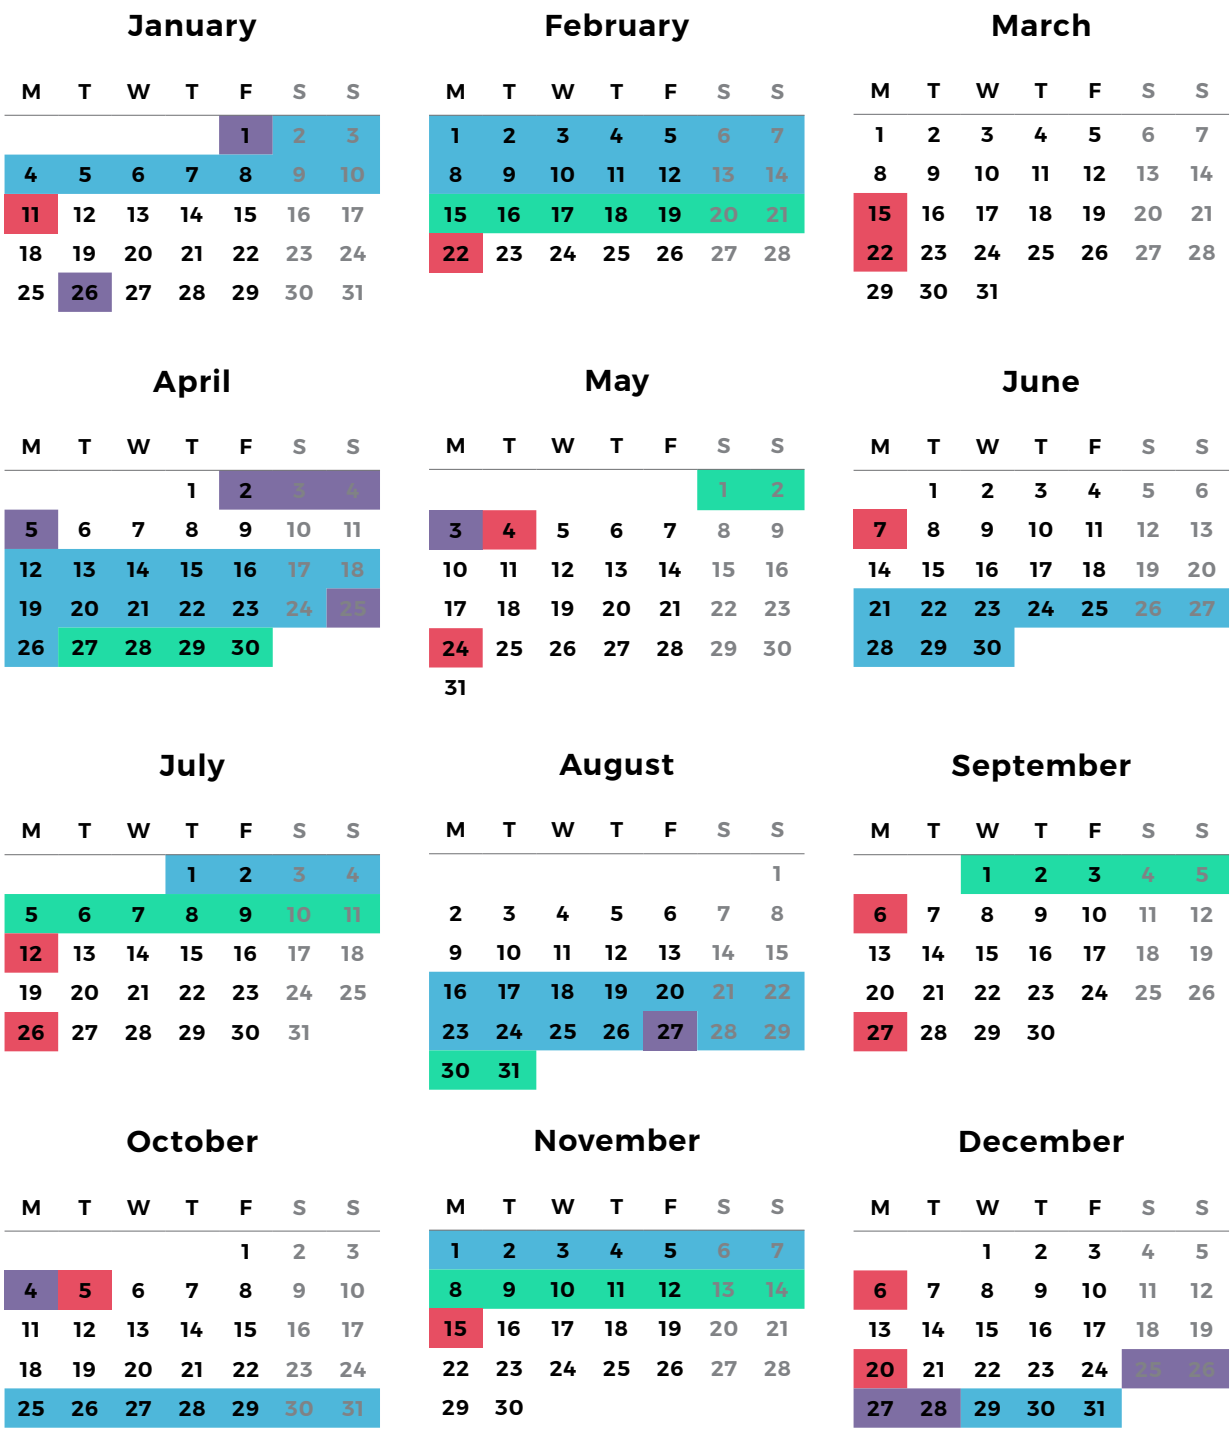 January February March
M T W T F S S M T W T F S S M T W T F S S
1 2 3 1 2 3 4 5 6 7 1 2 3 4 5 6 7
4 5 6 7 8 9 10 8 9 10 11 12 13 14 8 9 10 11 12 13 14
11 12 13 14 15 16 17 15 16 17 18 19 20 21 15 16 17 18 19 20 21
18 19 20 21 22 23 24 22 23 24 25 26 27 28 22 23 24 25 26 27 28
25 26 27 28 29 30 31 29 30 31
April May June
M T W T F S S M T W T F S S M T W T F S S
1 2 3 4 1 2 1 2 3 4 5 6
5 6 7 8 9 10 11 3 4 5 6 7 8 9 7 8 9 10 11 12 13
12 13 14 15 16 17 18 10 11 12 13 14 15 16 14 15 16 17 18 19 20
19 20 21 22 23 24 25 17 18 19 20 21 22 23 21 22 23 24 25 26 27
26 27 28 29 30 24 25 26 27 28 29 30 28 29 30
31
July August September
M T W T F S S M T W T F S S M T W T F S S
1 2 3 4 1 1 2 3 4 5
5 6 7 8 9 10 11 2 3 4 5 6 7 8 6 7 8 9 10 11 12
12 13 14 15 16 17 18 9 10 11 12 13 14 15 13 14 15 16 17 18 19
19 20 21 22 23 24 25 16 17 18 19 20 21 22 20 21 22 23 24 25 26
26 27 28 29 30 31 23 24 25 26 27 28 29 27 28 29 30
30 31
October November December
M T W T F S S M T W T F S S M T W T F S S
1 2 3 1 2 3 4 5 6 7 1 2 3 4 5
4 5 6 7 8 9 10 8 9 10 11 12 13 14 6 7 8 9 10 11 12
11 12 13 14 15 16 17 15 16 17 18 19 20 21 13 14 15 16 17 18 19
18 19 20 21 22 23 24 22 23 24 25 26 27 28 20 21 22 23 24 25 26
25 26 27 28 29 30 31 29 30 27 28 29 30 31